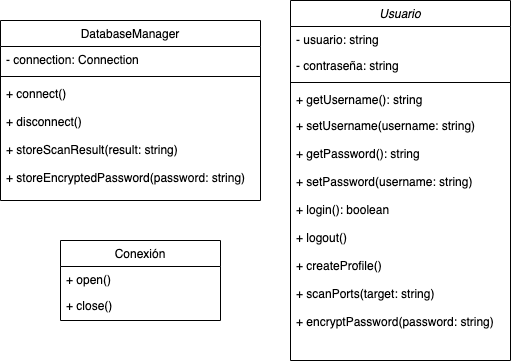 DatabaseManager
- connection: Connection
+ connect()
+ disconnect()
+ storeScanResult(result: string)
+ storeEncryptedPassword(password: string)
Conexión
+ open()
+ close()
Usuario
- usuario: string
- contraseña: string
+ getUsername(): string
+ setUsername(username: string)
+ getPassword(): string
+ setPassword(username: string)
+ login(): boolean
+ logout()
+ createProfile()
+ scanPorts(target: string)
+ encryptPassword(password: string)